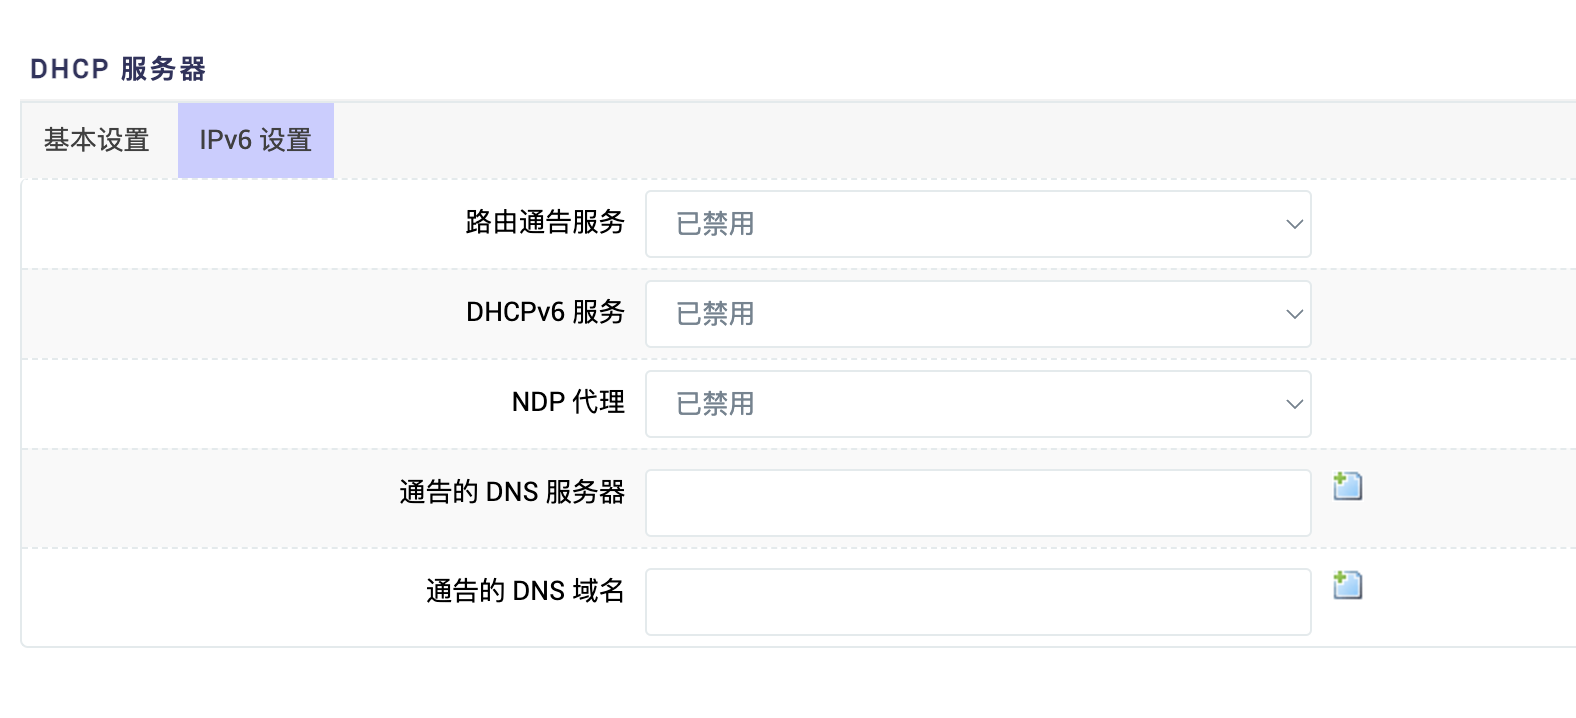 DHCP 服务器
基本设置 IPv6 设置
路由通告服务 已禁用
DHCPv6 服务 已禁用
NDP 代理 已禁用
通告的 DNS 服务器
通告的 DNS 域名